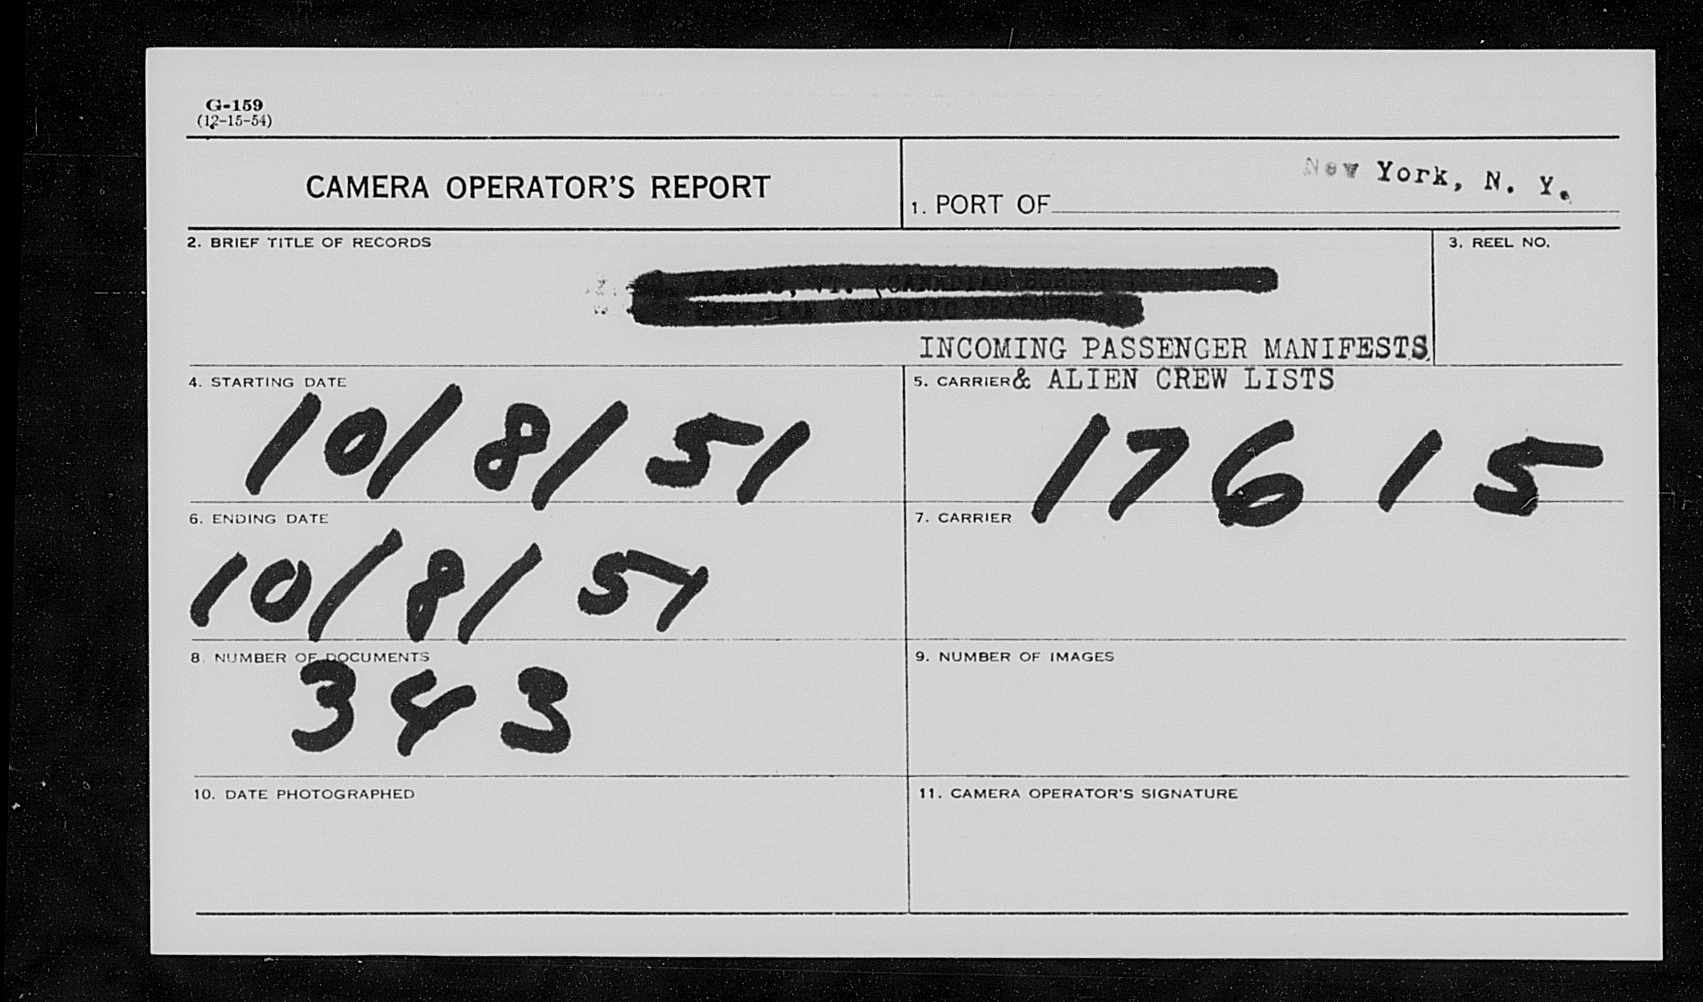 G-159
(12-15-54)
CAMERA OPERATOR'S REPORT
1. PORT OF New York, N. Y.
2. BRIEF TITLE OF RECORDS
3. REEL NO.
INCOMING PASSENGER MANIFESTS
& ALIEN CREW LISTS
4. STARTING DATE
10/8/51
5. CARRIER
17615
6. ENDING DATE
10/8/51
7. CARRIER
8. NUMBER OF DOCUMENTS
343
9. NUMBER OF IMAGES
10. DATE PHOTOGRAPHED
11. CAMERA OPERATOR'S SIGNATURE